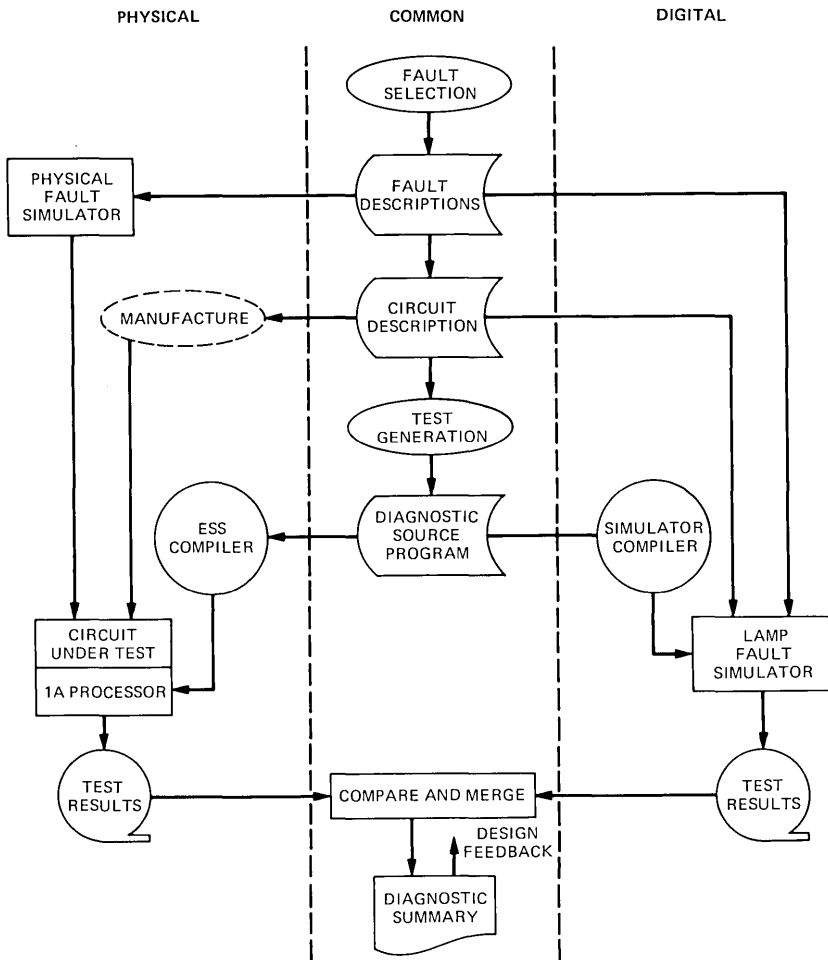 PHYSICAL
COMMON
DIGITAL
FAULT
SELECTION
PHYSICAL
FAULT
SIMULATOR
FAULT
DESCRIPTIONS
MANUFACTURE
CIRCUIT
DESCRIPTION
TEST
GENERATION
ESS
COMPILER
DIAGNOSTIC
SOURCE
PROGRAM
SIMULATOR
COMPILER
CIRCUIT
UNDER TEST
1A PROCESSOR
LAMP
FAULT
SIMULATOR
TEST
RESULTS
COMPARE AND MERGE
TEST
RESULTS
DESIGN
FEEDBACK
DIAGNOSTIC
SUMMARY